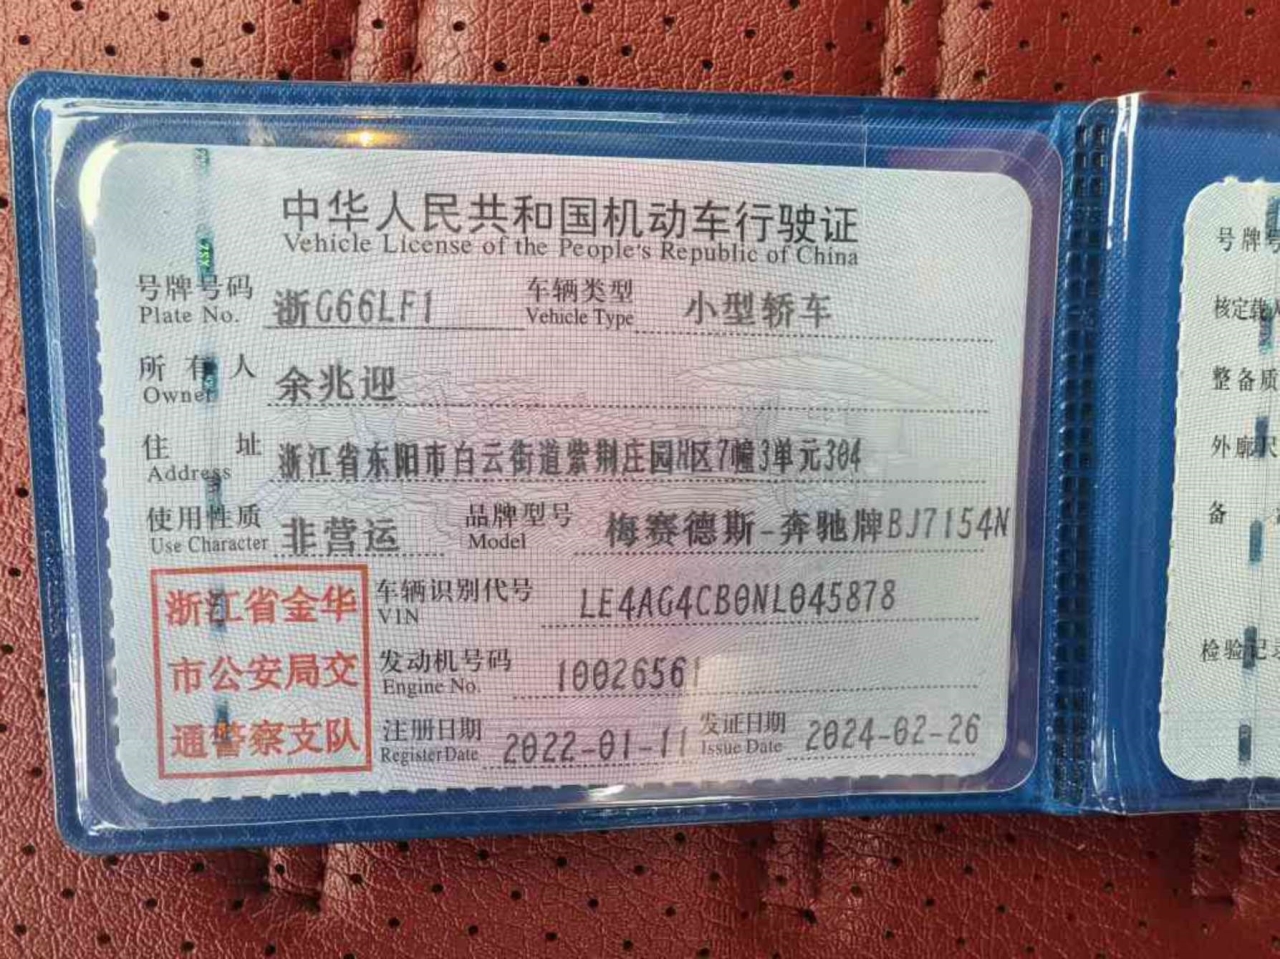 中华人民共和国机动车行驶证
Vehicle License of the People's Republic of China
号牌号码 浙G66LF1 车辆类型 小型轿车
Plate No. Vehicle Type
所有人 余兆迎
Owner
住址 浙江省东阳市白云街道紫荆庄园H区7幢3单元304
Address
使用性质 非营运 品牌型号 梅赛德斯-奔驰牌BJ7154N
Use Character Model
车辆识别代号 LE4AG4CB0NL045878
VIN
发动机号码 10026561
Engine No.
注册日期 2022-01-11 发证日期 2024-02-26
Register Date Issue Date
浙江省金华
市公安局交
通警察支队
号牌
核定载
整备质
外廓尺
备
检验记